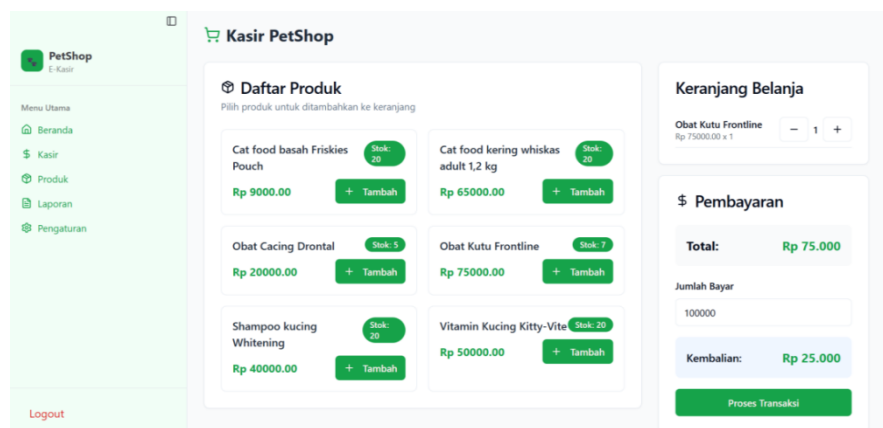 PetShop
E-Kasir
Menu Utama
Beranda
Kasir
Produk
Laporan
Pengaturan
Logout
Kasir PetShop
Daftar Produk
Pilih produk untuk ditambahkan ke keranjang
Cat food basah Friskies
Pouch
Stok:
20
Rp 9000.00
+ Tambah
Cat food kering whiskas
adult 1,2 kg
Stok:
20
Rp 65000.00
+ Tambah
Obat Cacing Drontal
Stok: 5
Rp 20000.00
+ Tambah
Obat Kutu Frontline
Stok: 7
Rp 75000.00
+ Tambah
Shampoo kucing
Whitening
Stok:
20
Rp 40000.00
+ Tambah
Vitamin Kucing Kitty-Vite
Stok: 20
Rp 50000.00
+ Tambah
Keranjang Belanja
Obat Kutu Frontline
Rp 75000.00 x 1
− 1 +
$ Pembayaran
Total: Rp 75.000
Jumlah Bayar
100000
Kembalian: Rp 25.000
Proses Transaksi